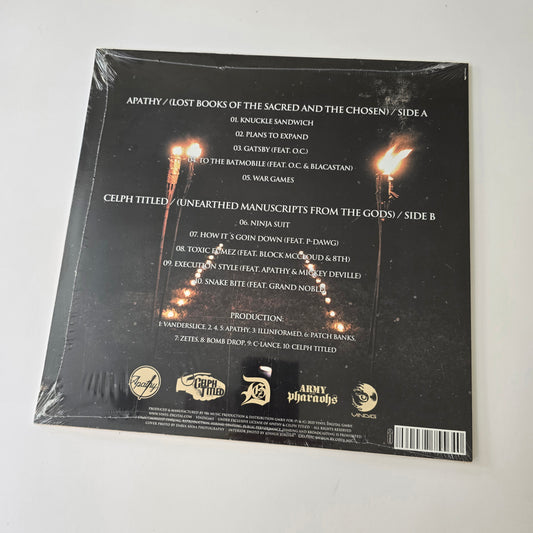 APATHY / (LOST BOOKS OF THE SACRED AND THE CHOSEN) / SIDE A
01. KNUCKLE SANDWICH
02. PLANS TO EXPAND
03. GATSBY (FEAT. O.C.)
04. TO THE BATMOBILE (FEAT. O.C. & BLACASTAN)
05. WAR GAMES
CELPH TITLED / (UNEARTHED MANUSCRIPTS FROM THE GODS) / SIDE B
06. NINJA SUIT
07. HOW IT´S GOIN DOWN (FEAT. P-DAWG)
08. TOXIC FUMEZ (FEAT. BLOCK MCCLOUD & 8TH)
09. EXECUTION STYLE (FEAT. APATHY & MICKEY DEVILLE)
10. SNAKE BITE (FEAT. GRAND NOBLE)
PRODUCTION:
1: VANDERSLICE, 2, 4, 5: APATHY, 3: ILLINFORMED, 6: PATCH BANKS,
7: ZETES, 8: BOMB DROP, 9: C-LANCE, 10: CELPH TITLED
Apathy
CELPH TITLED
ARMY
Pharaohs
VINDIG